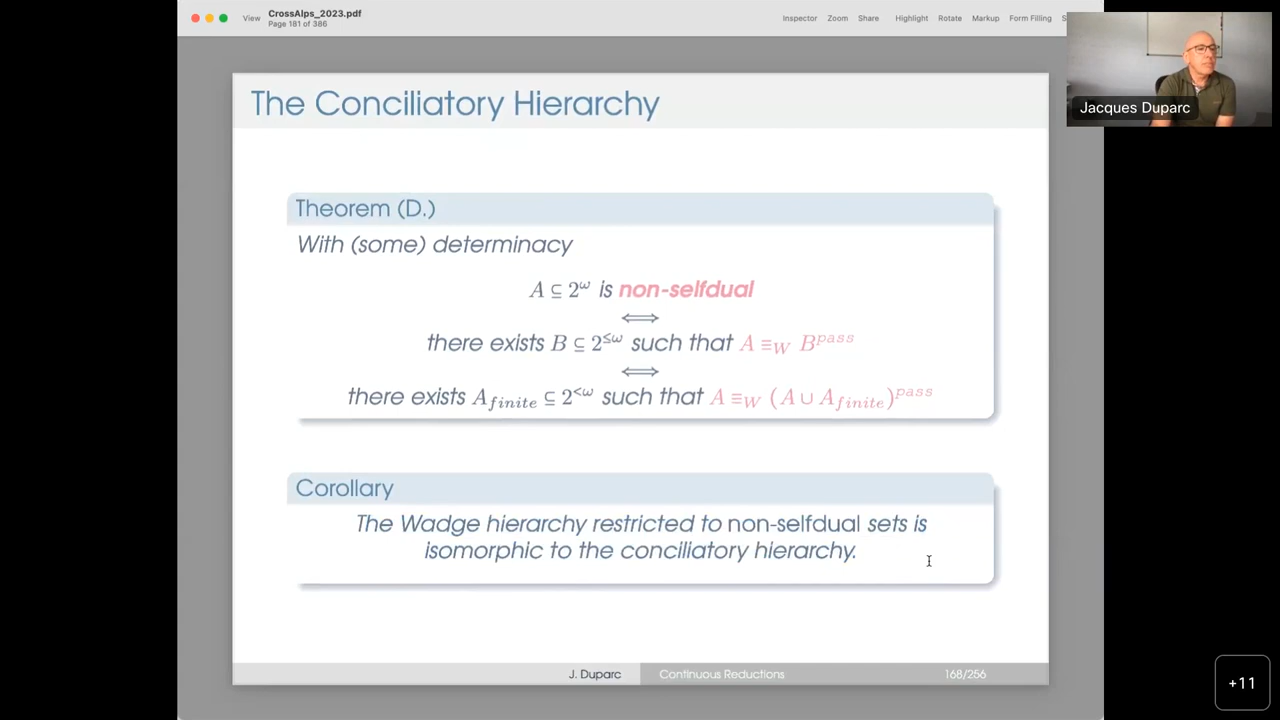 View
CrossAlps_2023.pdf
Page 181 of 386
Inspector Zoom Share Highlight Rotate Markup Form Filling S
Jacques Duparc
The Conciliatory Hierarchy
Theorem (D.)
With (some) determinacy
A ⊆ 2^ω is non-selfdual
⟺
there exists B ⊆ 2^{≤ω} such that A ≡_W B^{pass}
⟺
there exists A_{finite} ⊆ 2^{<ω} such that A ≡_W (A ∪ A_{finite})^{pass}
Corollary
The Wadge hierarchy restricted to non-selfdual sets is
isomorphic to the conciliatory hierarchy.
J. Duparc Continuous Reductions 168/256
+11